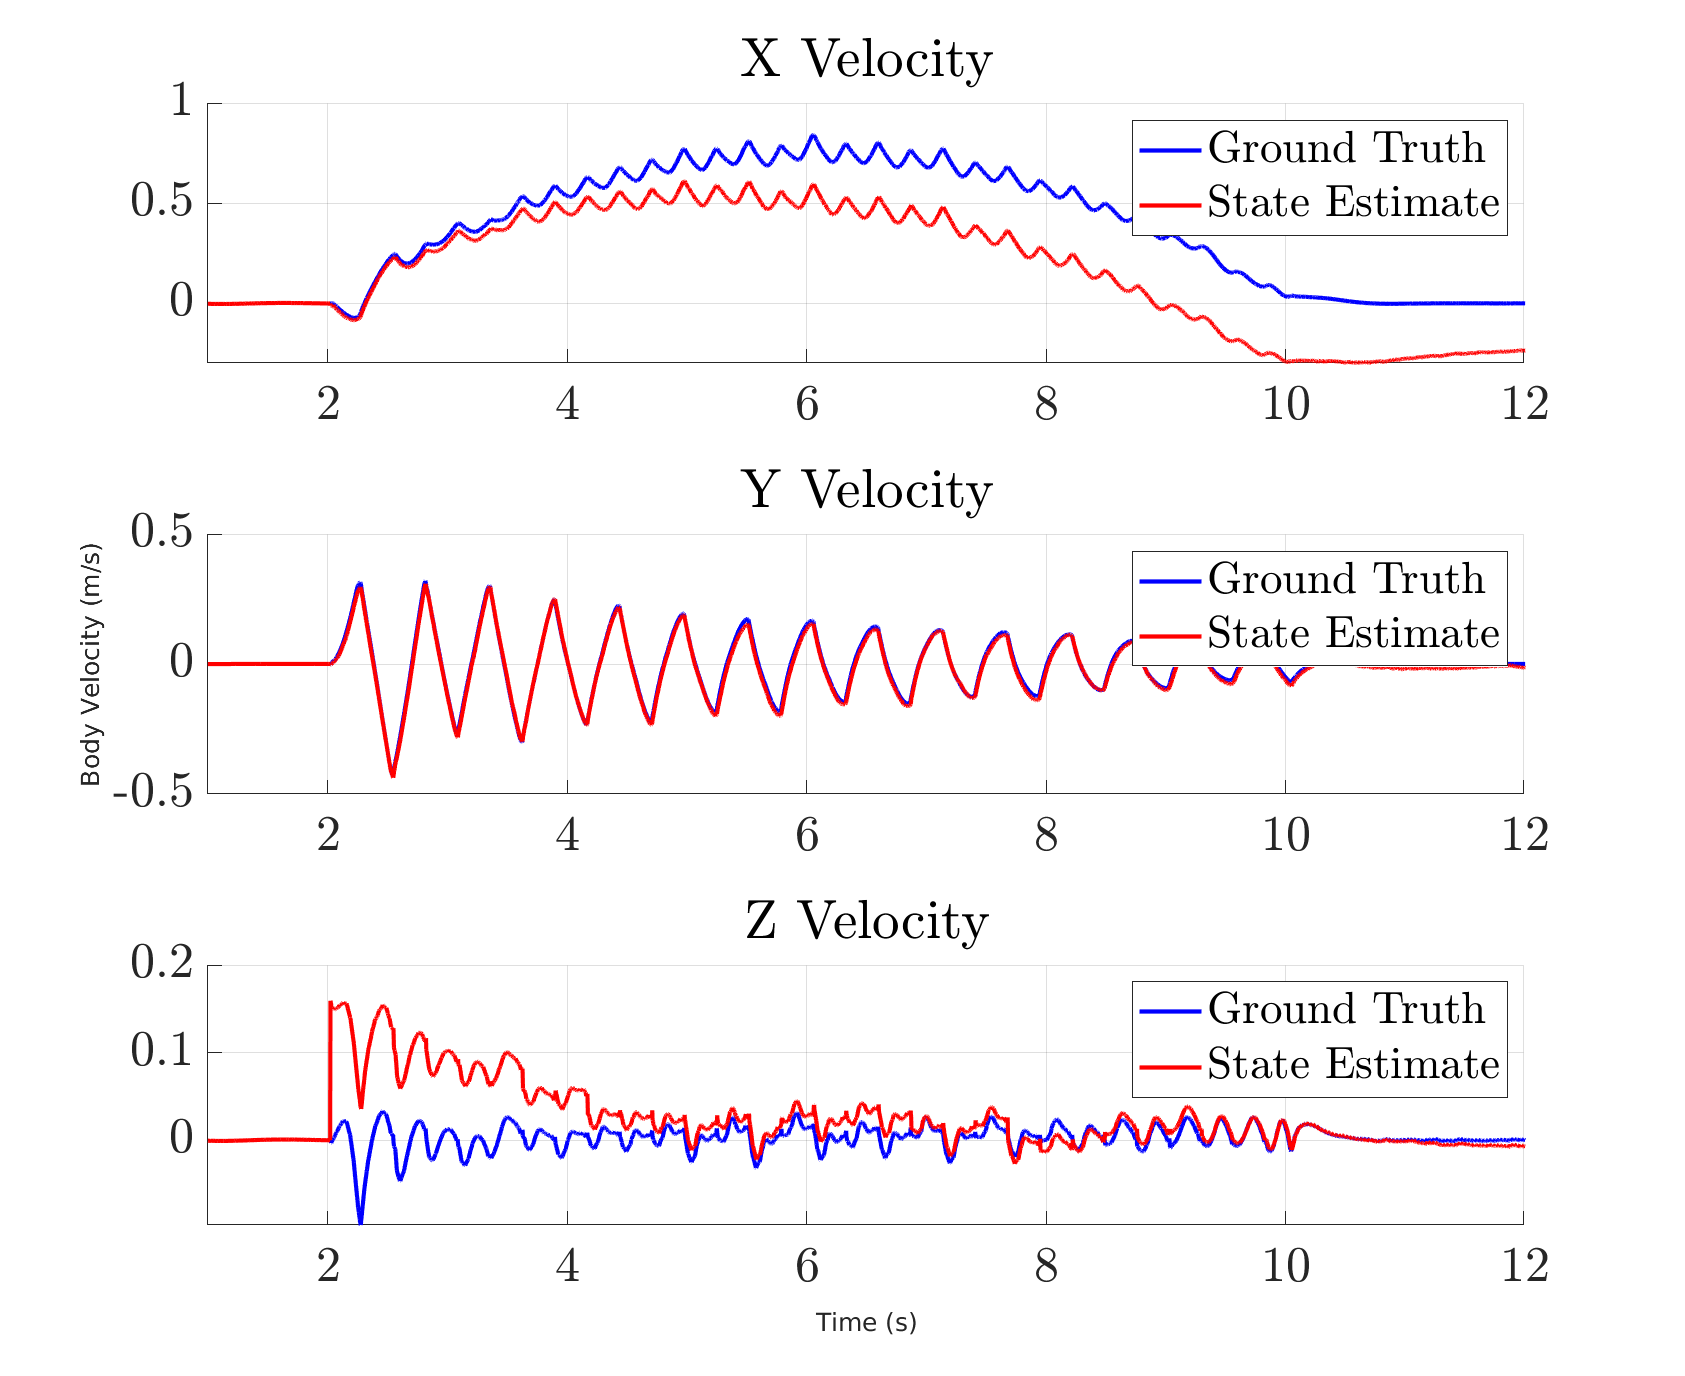 X Velocity
1
0.5
0
Ground Truth
State Estimate
2 4 6 8 10 12
Y Velocity
0.5
0
-0.5
Ground Truth
State Estimate
Body Velocity (m/s)
2 4 6 8 10 12
Z Velocity
0.2
0.1
0
Ground Truth
State Estimate
2 4 6 8 10 12
Time (s)